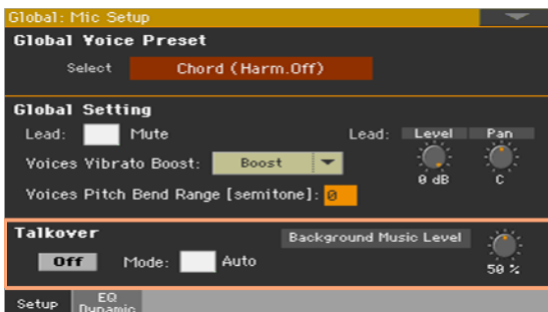 Global: Mic Setup
Global Voice Preset
Select Chord (Harm.Off)
Global Setting
Lead: Mute Lead: Level Pan
Voices Vibrato Boost: Boost 0 dB C
Voices Pitch Bend Range [semitone]: 0
Talkover Background Music Level
Off Mode: Auto 50 %
Setup EQ
Dynamic